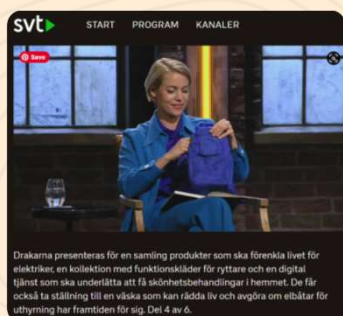 svt
START PROGRAM KANALER
Save
Drakarna presenteras för en samling produkter som ska förenkla livet för
elektriker, en kollektion med funktionskläder för ryttare och en digital
tjänst som ska underlätta att få skönhetsbehandlingar i hemmet. De får
också ta ställning till en väska som kan rädda liv och avgöra om elbåtar för
uthyrning har framtiden för sig. Del 4 av 6.